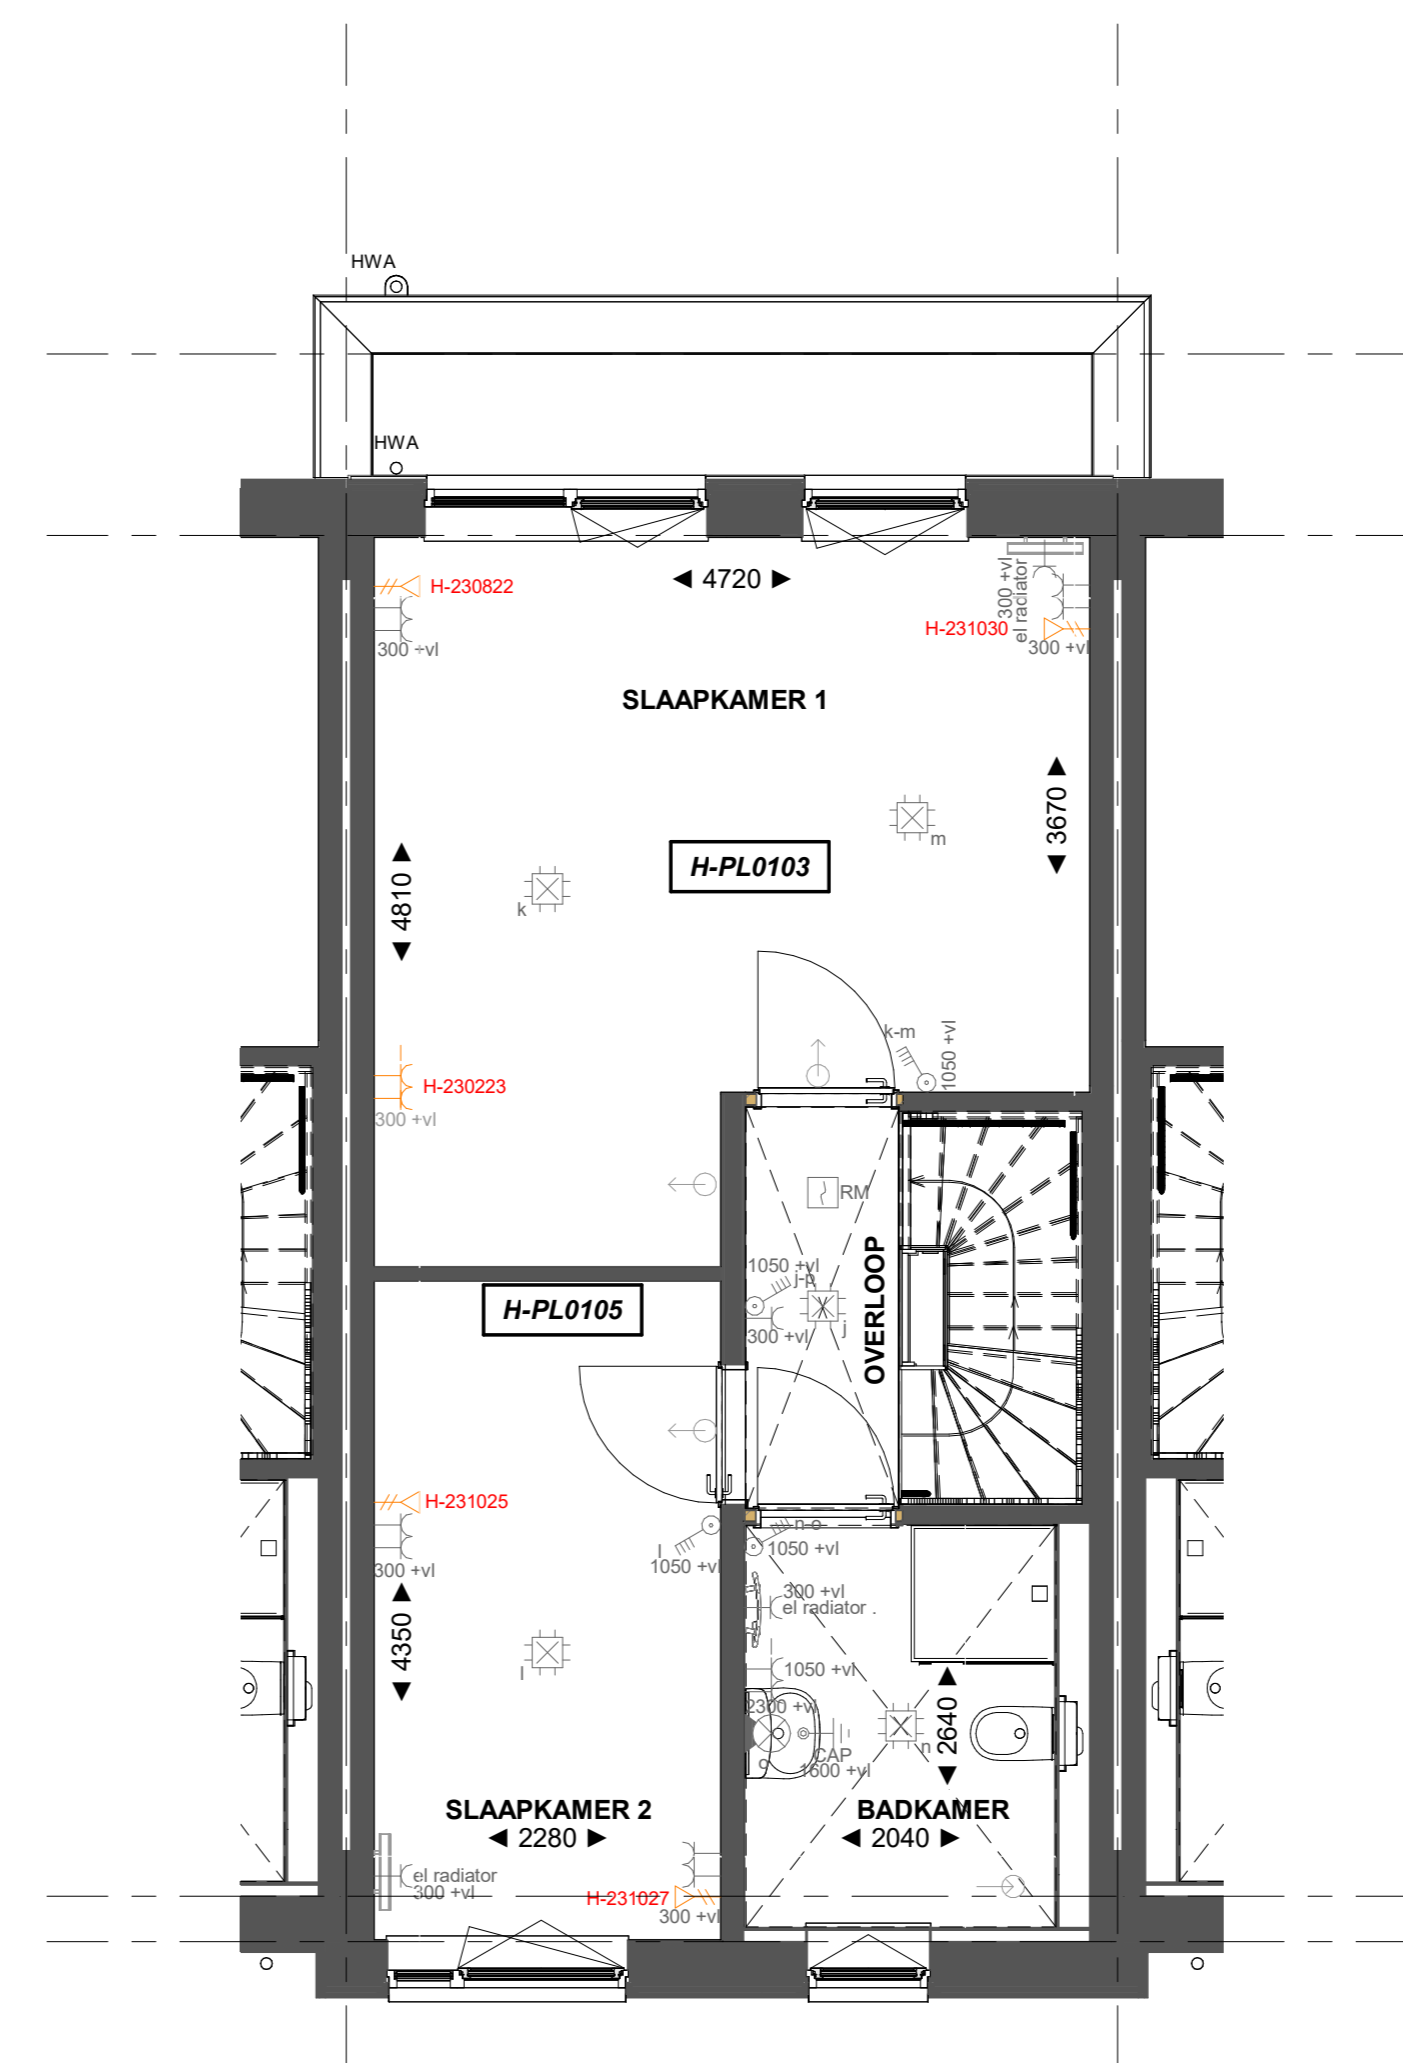 HWA
HWA
◄ 4720 ►
H-230822
300 +vl
300 +vl
el radiator
H-231030
300 +vl
SLAAPKAMER 1
◄ 3670 ►
m
H-PL0103
◄ 4810 ►
k
k-m
1050 +vl
H-230223
300 +vl
RM
OVERLOOP
1050 +vl
j-p
j
300 +vl
H-PL0105
H-231025
300 +vl
l
1050 +vl
n-o
1050 +vl
300 +vl
el radiator .
◄ 4350 ►
l
1050 +vl
2300 +vl
◄ 2640 ►
n
CAP
1600 +vl
o
SLAAPKAMER 2
◄ 2280 ►
BADKAMER
◄ 2040 ►
el radiator
300 +vl
H-231027
300 +vl